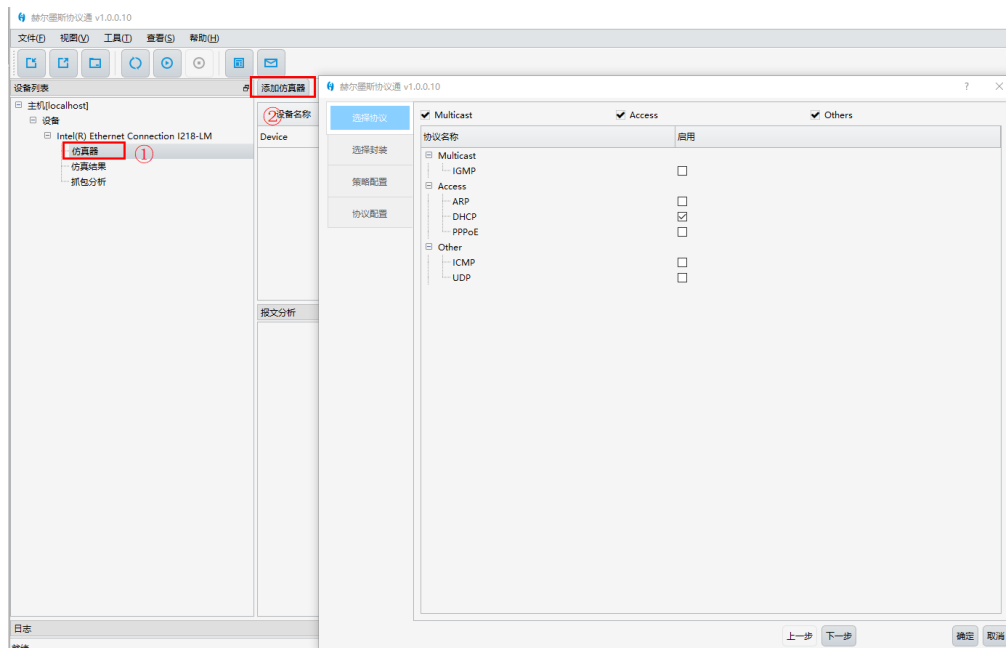 赫尔墨斯协议通 v1.0.0.10
文件(F) 视图(V) 工具(T) 查看(S) 帮助(H)
设备列表
主机[localhost]
设备
Intel(R) Ethernet Connection I218-LM
仿真器
①
仿真结果
抓包分析
添加仿真器
②
设备名称
Device
报文分析
日志
赫尔墨斯协议通 v1.0.0.10
? ×
选择协议
选择封装
策略配置
协议配置
Multicast Access Others
协议名称 启用
Multicast
IGMP
Access
ARP
DHCP
PPPoE
Other
ICMP
UDP
上一步 下一步 确定 取消